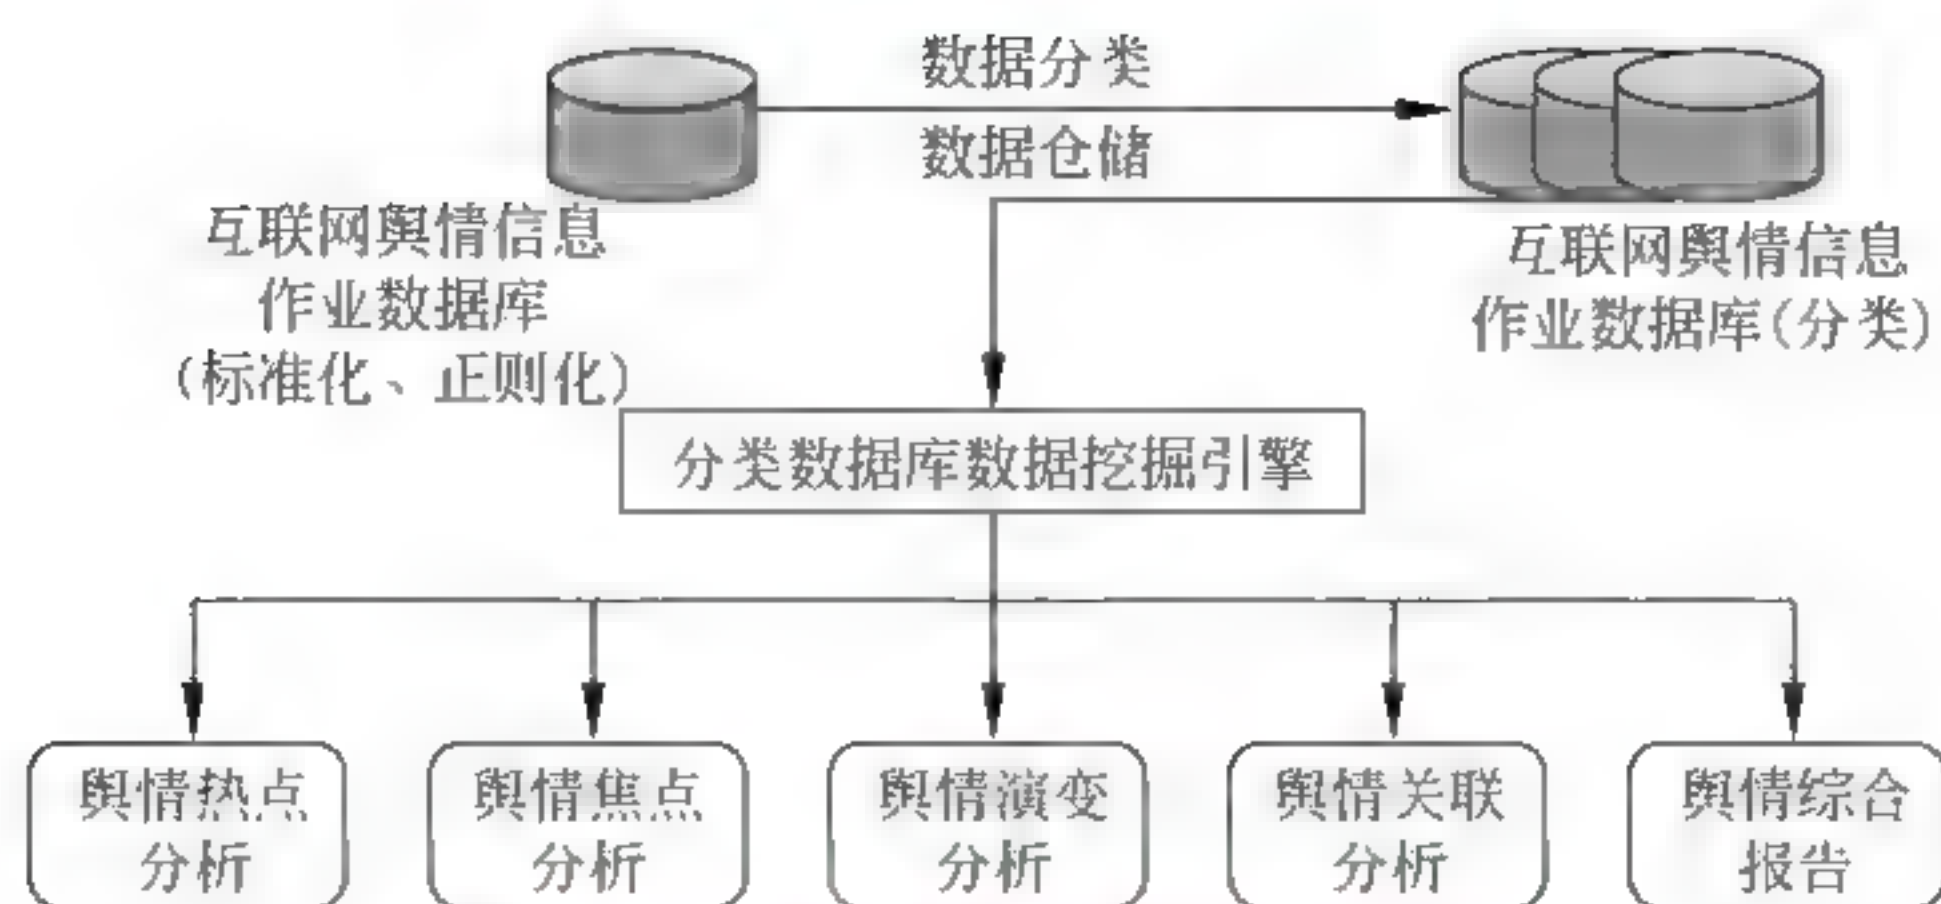 数据分类
数据仓储
互联网舆情信息
作业数据库
(标准化、正则化)
互联网舆情信息
作业数据库(分类)
分类数据库数据挖掘引擎
舆情热点
分析
舆情焦点
分析
舆情演变
分析
舆情关联
分析
舆情综合
报告